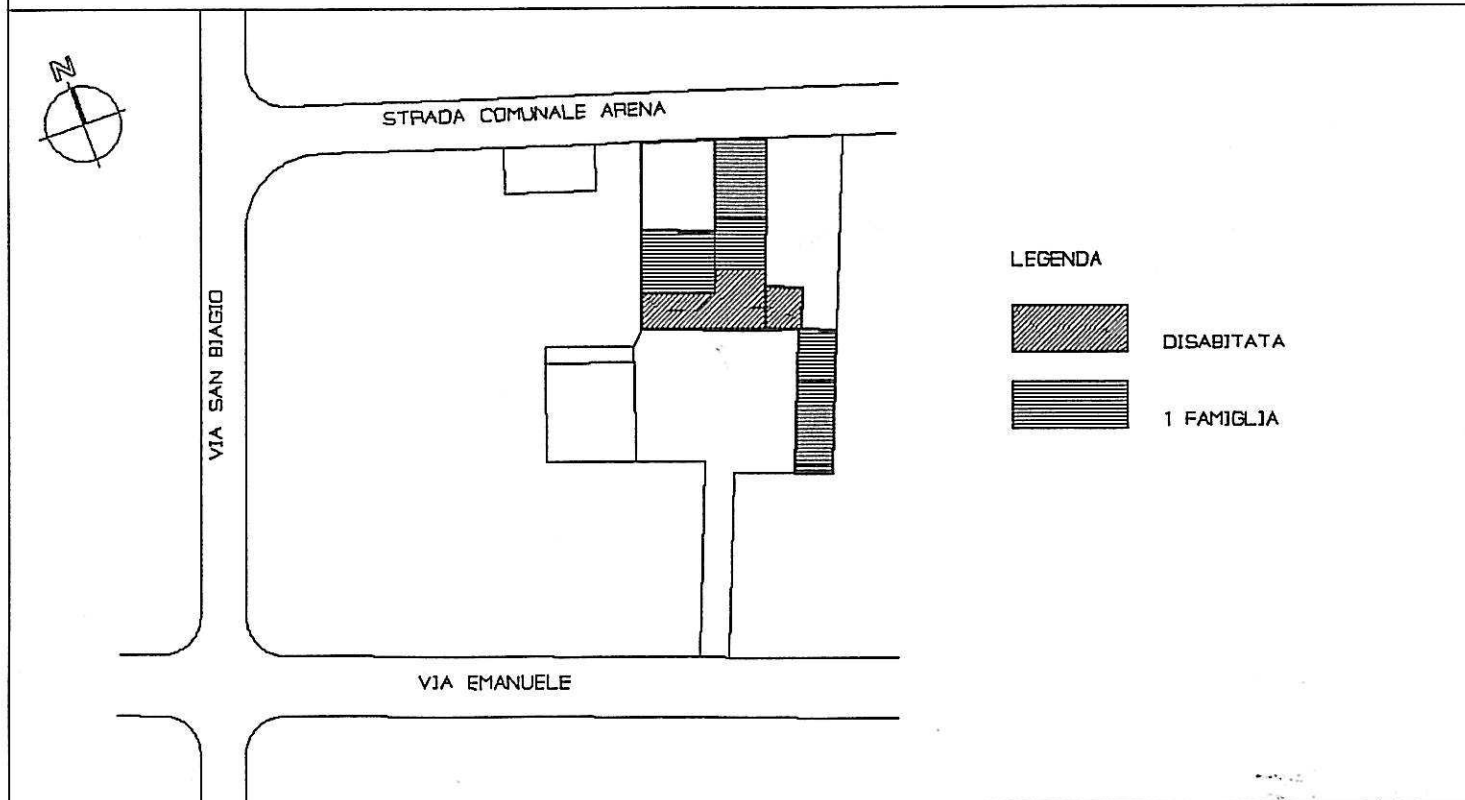 N
STRADA COMUNALE ARENA
VIA SAN BIAGIO
LEGENDA
DISABITATA
1 FAMIGLIA
VIA EMANUELE